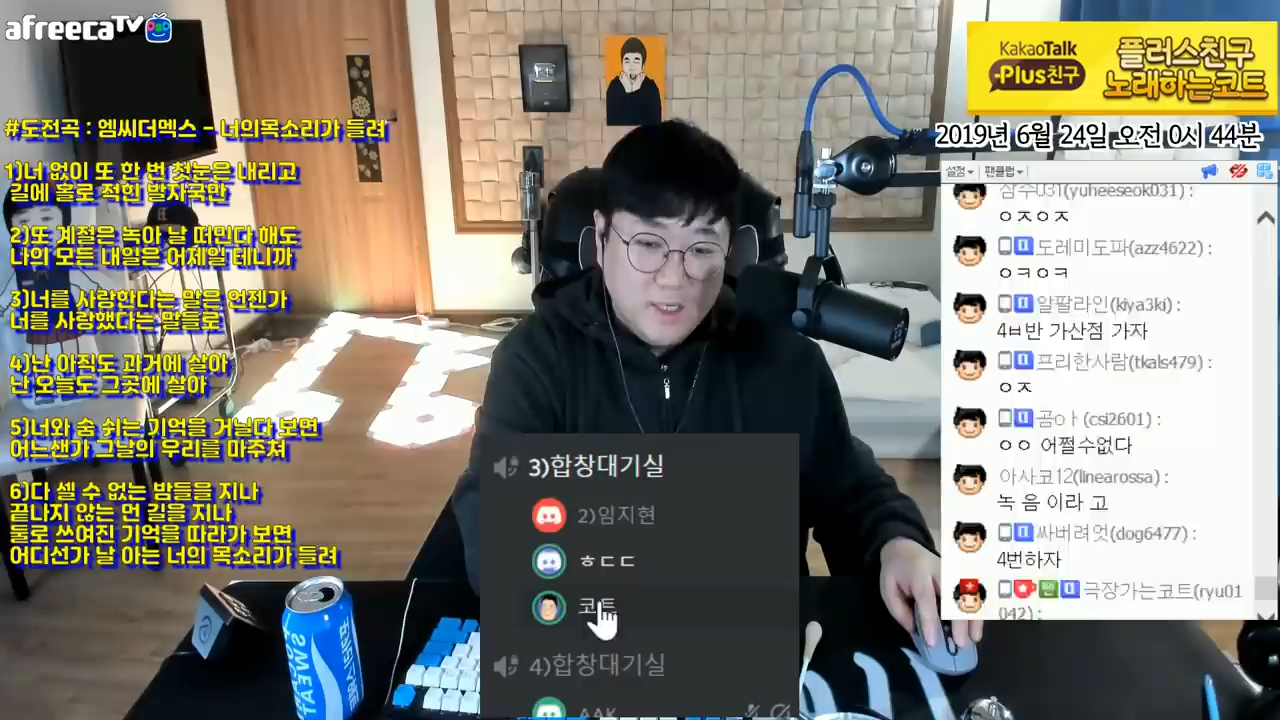 afreecaTV
#도전곡 : 엠씨더멕스 - 너의목소리가 들려
1)너 없이 또 한 번 첫눈은 내리고
길에 홀로 적힌 발자국만
2)또 계절은 녹아 날 떠민다 해도
나의 모든 내일은 어제일 테니까
3)너를 사랑한다는 말은 언젠가
너를 사랑했다는 말들로
4)난 아직도 과거에 살아
난 오늘도 그곳에 살아
5)너와 숨 쉬는 기억을 거닐다 보면
어느샌가 그날의 우리를 마주쳐
6)다 셀 수 없는 밤들을 지나
끝나지 않는 먼 길을 지나
둘로 쓰여진 기억을 따라가 보면
어디선가 날 아는 너의 목소리가 들려
KakaoTalk
Plus친구
플러스친구
노래하는코트
2019년 6월 24일 오전 0시 44분
설정
팬클럽
잠수031(yuheeseok031) :
ㅇㅈㅇㅈ
도레미도파(azz4622) :
ㅇㅋㅇㅋ
알팔라인(kiya3ki) :
4ㅂ반 가산점 가자
프리한사람(tkals479) :
ㅇㅈ
곰ㅇㅏ(csi2601) :
ㅇㅇ 어쩔수없다
아사코12(linearossa) :
녹 음 이라 고
싸버려엇(dog6477) :
4번하자
극장가는코트(ryu01
042) :
3)합창대기실
2)임지현
ㅎㄷㄷ
코트
4)합창대기실
AAK
포카리스웨트
SWEAT